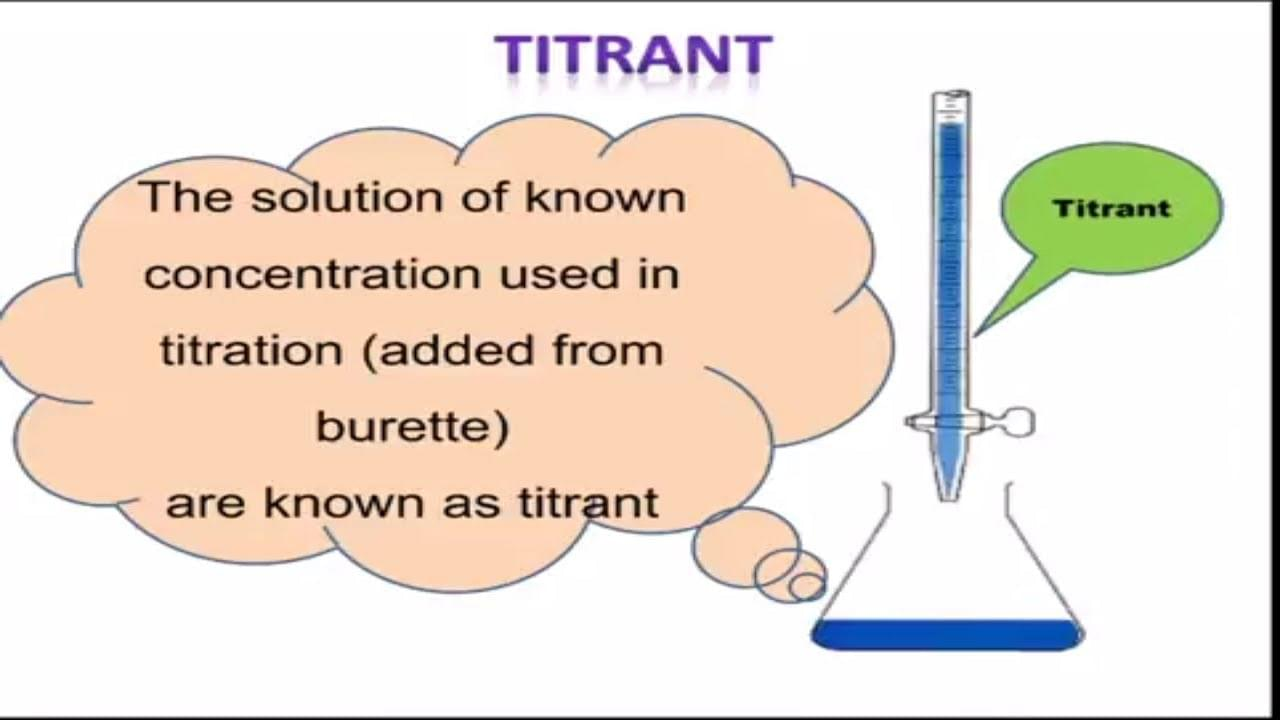 TITRANT
The solution of known
concentration used in
titration (added from
burette)
are known as titrant
Titrant